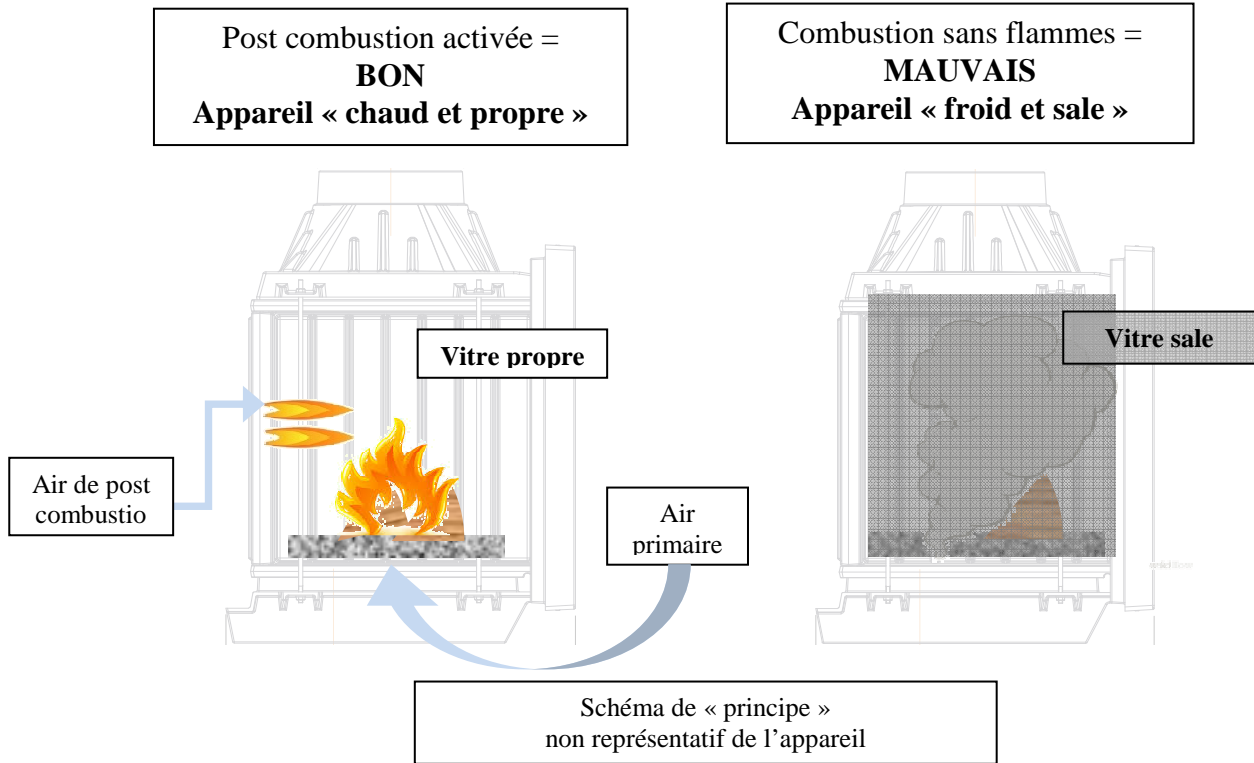 Post combustion activée =
BON
Appareil « chaud et propre »
Combustion sans flammes =
MAUVAIS
Appareil « froid et sale »
Vitre propre
Vitre sale
Air de post
combustio
Air
primaire
Schéma de « principe »
non représentatif de l'appareil